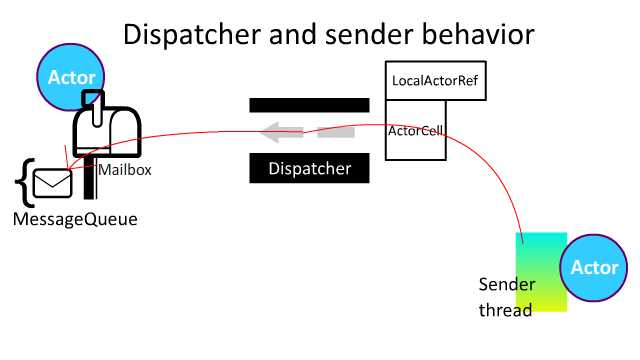 Dispatcher and sender behavior
Actor
LocalActorRef
ActorCell
Dispatcher
Mailbox
MessageQueue
Actor
Sender
thread